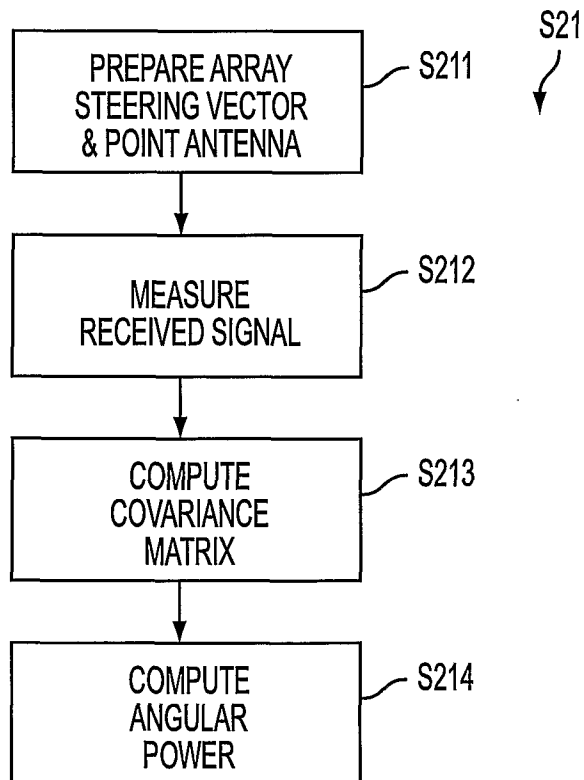 S21
PREPARE ARRAY
STEERING VECTOR
& POINT ANTENNA
S211
MEASURE
RECEIVED SIGNAL
S212
COMPUTE
COVARIANCE
MATRIX
S213
COMPUTE
ANGULAR
POWER
S214